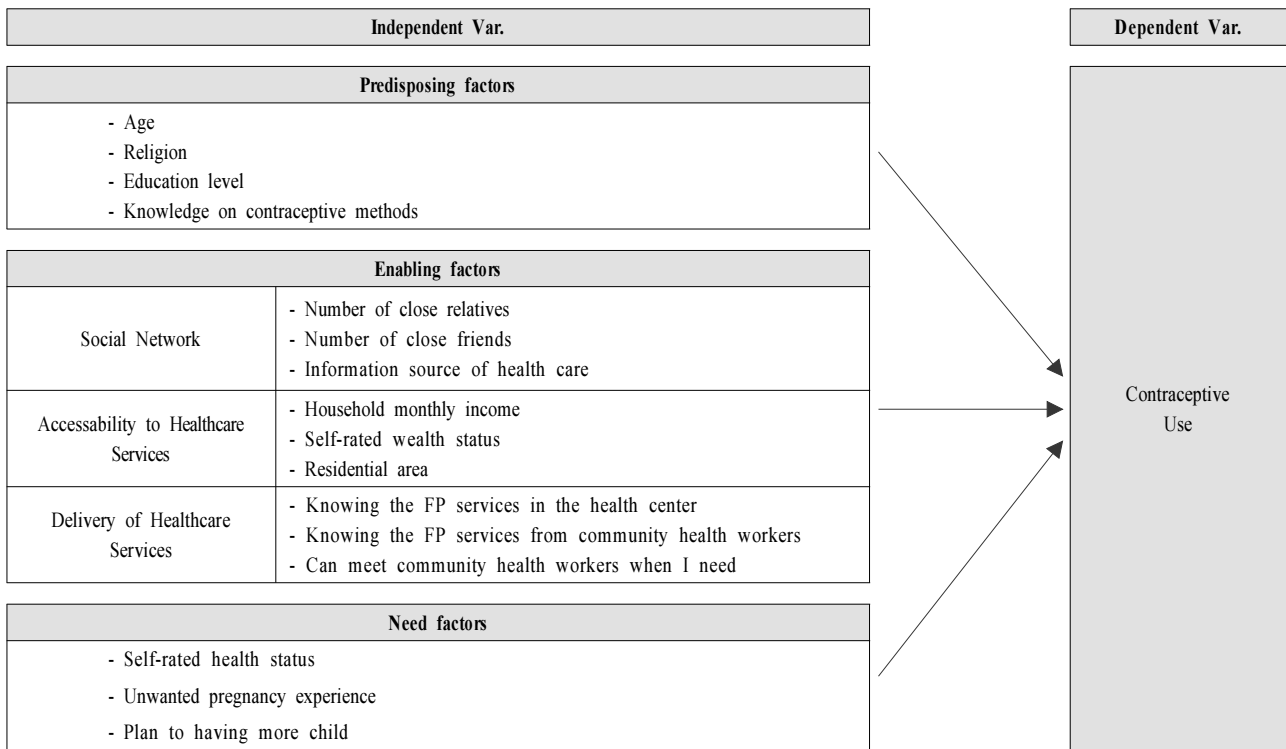 Independent Var.
Dependent Var.
Predisposing factors
- Age
- Religion
- Education level
- Knowledge on contraceptive methods
Enabling factors
Social Network
- Number of close relatives
- Number of close friends
- Information source of health care
Accessability to Healthcare
Services
- Household monthly income
- Self-rated wealth status
- Residential area
Delivery of Healthcare
Services
- Knowing the FP services in the health center
- Knowing the FP services from community health workers
- Can meet community health workers when I need
Need factors
- Self-rated health status
- Unwanted pregnancy experience
- Plan to having more child
Contraceptive
Use